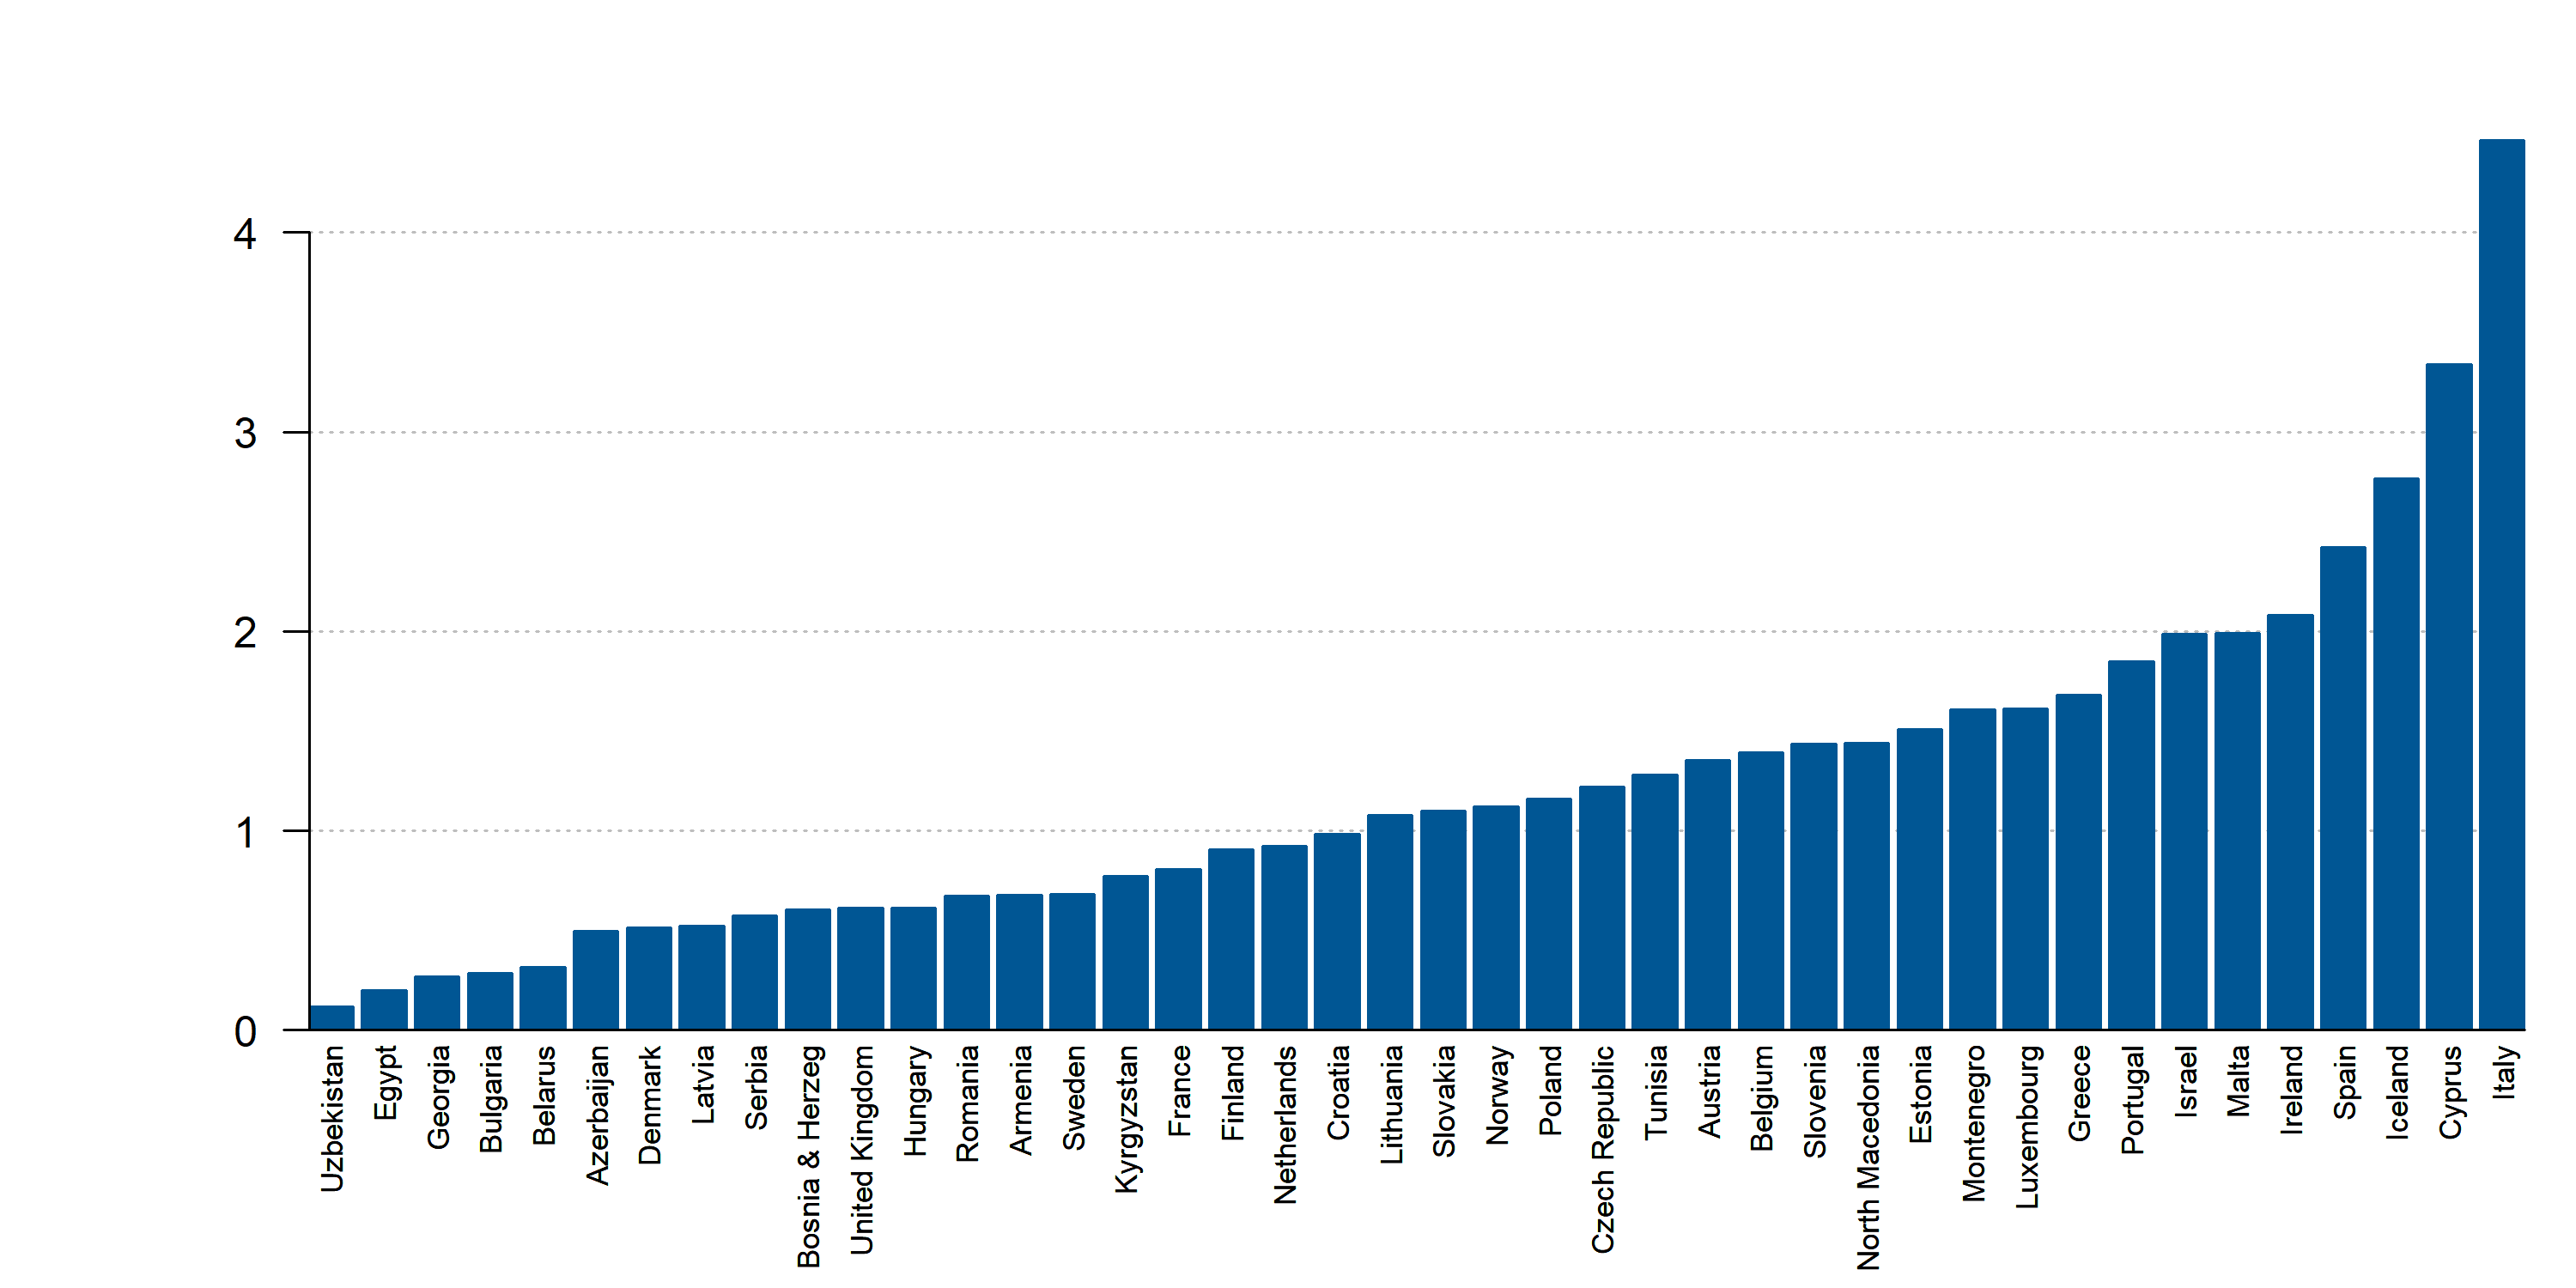 4
3
2
1
0
Uzbekistan
Egypt
Georgia
Bulgaria
Belarus
Azerbaijan
Denmark
Latvia
Serbia
Bosnia & Herzeg
United Kingdom
Hungary
Romania
Armenia
Sweden
Kyrgyzstan
France
Finland
Netherlands
Croatia
Lithuania
Slovakia
Norway
Poland
Czech Republic
Tunisia
Austria
Belgium
Slovenia
North Macedonia
Estonia
Montenegro
Luxembourg
Greece
Portugal
Israel
Malta
Ireland
Spain
Iceland
Cyprus
Italy